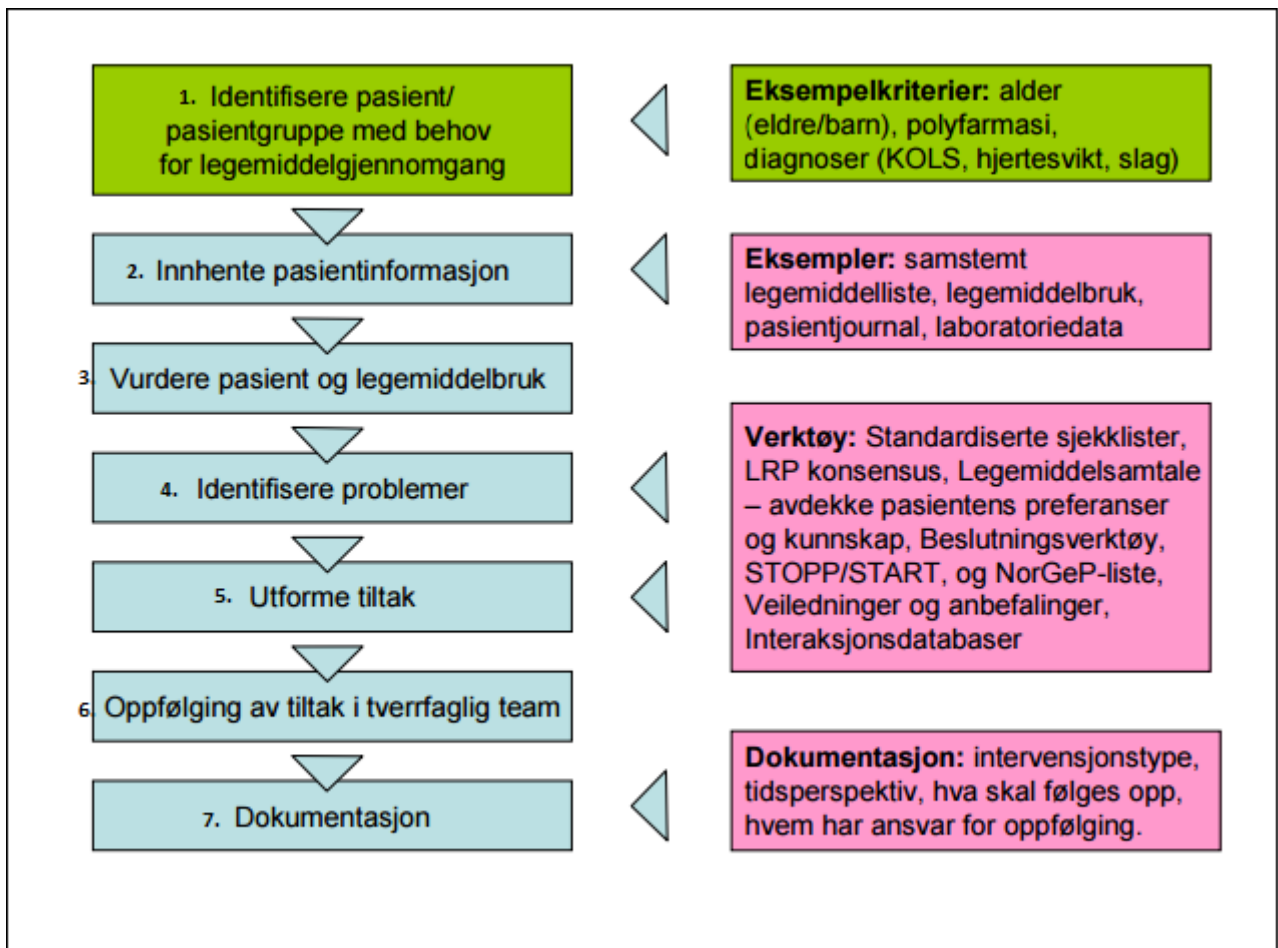 1. Identifisere pasient/
pasientgruppe med behov
for legemiddelgjennomgang
Eksempelkriterier: alder
(eldre/barn), polyfarmasi,
diagnoser (KOLS, hjertesvikt, slag)
2. Innhente pasientinformasjon
Eksempler: samstemt
legemiddelliste, legemiddelbruk,
pasientjournal, laboratoriedata
3. Vurdere pasient og legemiddelbruk
4. Identifisere problemer
5. Utforme tiltak
Verktøy: Standardiserte sjekklister,
LRP konsensus, Legemiddelsamtale
– avdekke pasientens preferanser
og kunnskap, Beslutningsverktøy,
STOPP/START, og NorGeP-liste,
Veiledninger og anbefalinger,
Interaksjonsdatabaser
6. Oppfølging av tiltak i tverrfaglig team
7. Dokumentasjon
Dokumentasjon: intervensjonstype,
tidsperspektiv, hva skal følges opp,
hvem har ansvar for oppfølging.